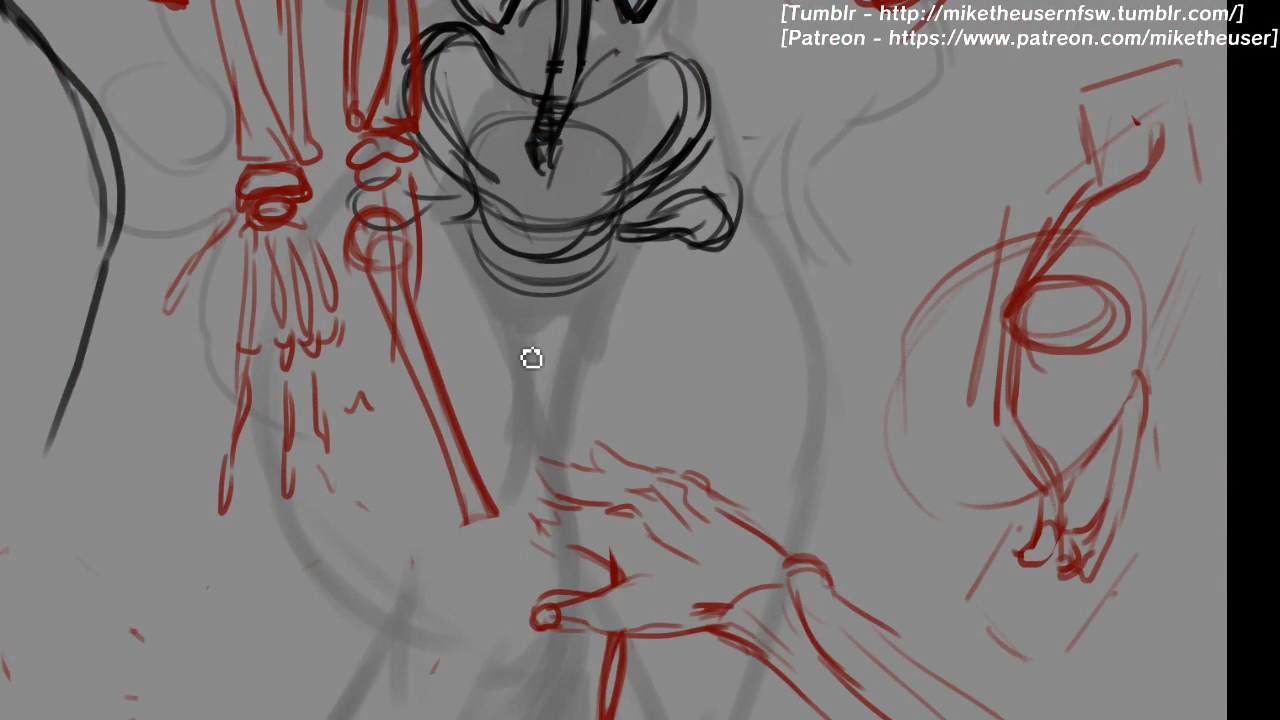 [Tumblr - http://miketheusernfsw.tumblr.com/]
[Patreon - https://www.patreon.com/miketheuser]